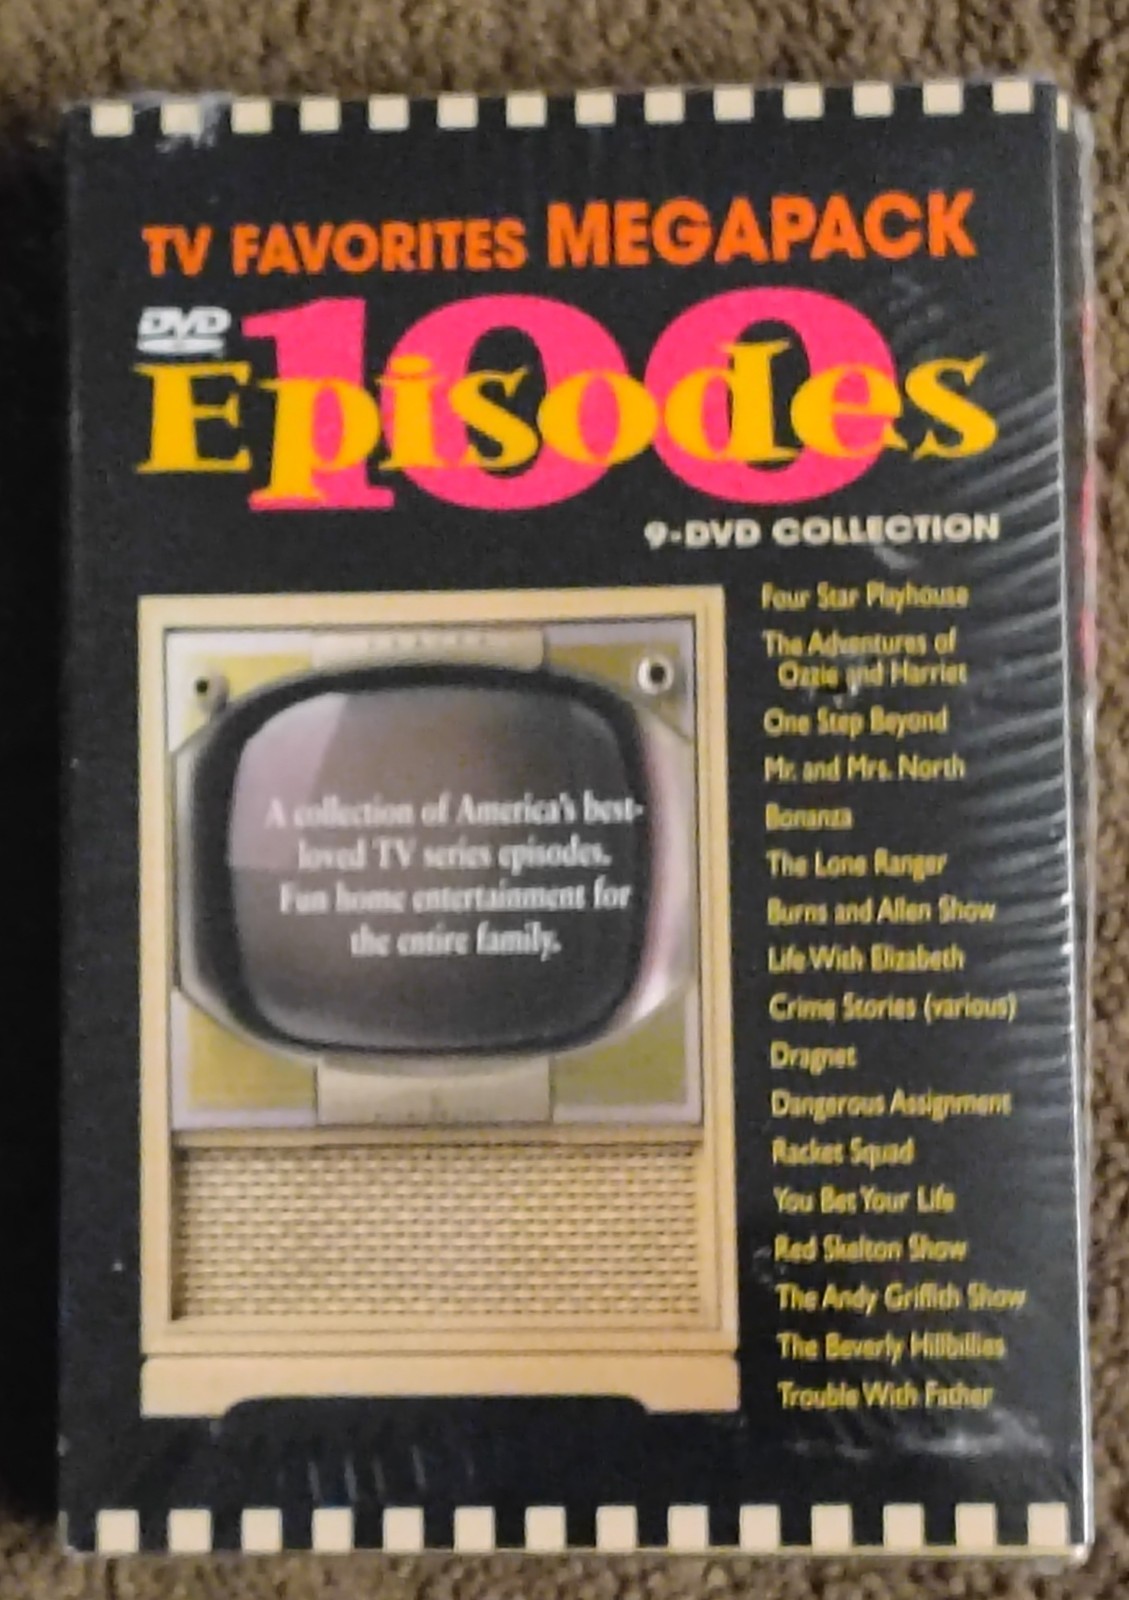 TV FAVORITES MEGAPACK
DVD
100
Episodes
9-DVD COLLECTION
Four Star Playhouse
The Adventures of
Ozzie and Harriet
One Step Beyond
Mr. and Mrs. North
Bonanza
The Lone Ranger
Burns and Allen Show
Life With Elizabeth
Crime Stories (various)
Dragnet
Dangerous Assignment
Racket Squad
You Bet Your Life
Red Skelton Show
The Andy Griffith Show
The Beverly Hillbillies
Trouble With Father
A collection of America's best-
loved TV series episodes.
Fun home entertainment for
the entire family.